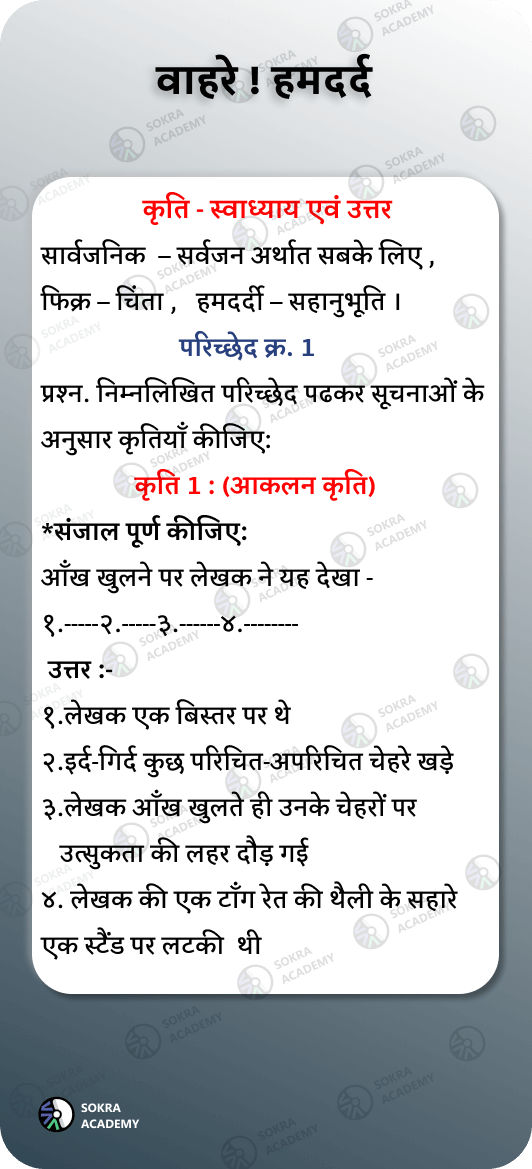 वाहरे ! हमदर्द
कृति - स्वाध्याय एवं उत्तर
सार्वजनिक – सर्वजन अर्थात सबके लिए ,
फिक्र – चिंता , हमदर्दी – सहानुभूति ।
परिच्छेद क्र. 1
प्रश्न. निम्नलिखित परिच्छेद पढकर सूचनाओं के
अनुसार कृतियाँ कीजिए:
कृति 1 : (आकलन कृति)
*संजाल पूर्ण कीजिए:
आँख खुलने पर लेखक ने यह देखा -
१.-----२.-----३.------४.--------
उत्तर :-
१.लेखक एक बिस्तर पर थे
२.इर्द-गिर्द कुछ परिचित-अपरिचित चेहरे खड़े
३.लेखक आँख खुलते ही उनके चेहरों पर
उत्सुकता की लहर दौड़ गई
४. लेखक की एक टाँग रेत की थैली के सहारे
एक स्टैंड पर लटकी थी
SOKRA
ACADEMY